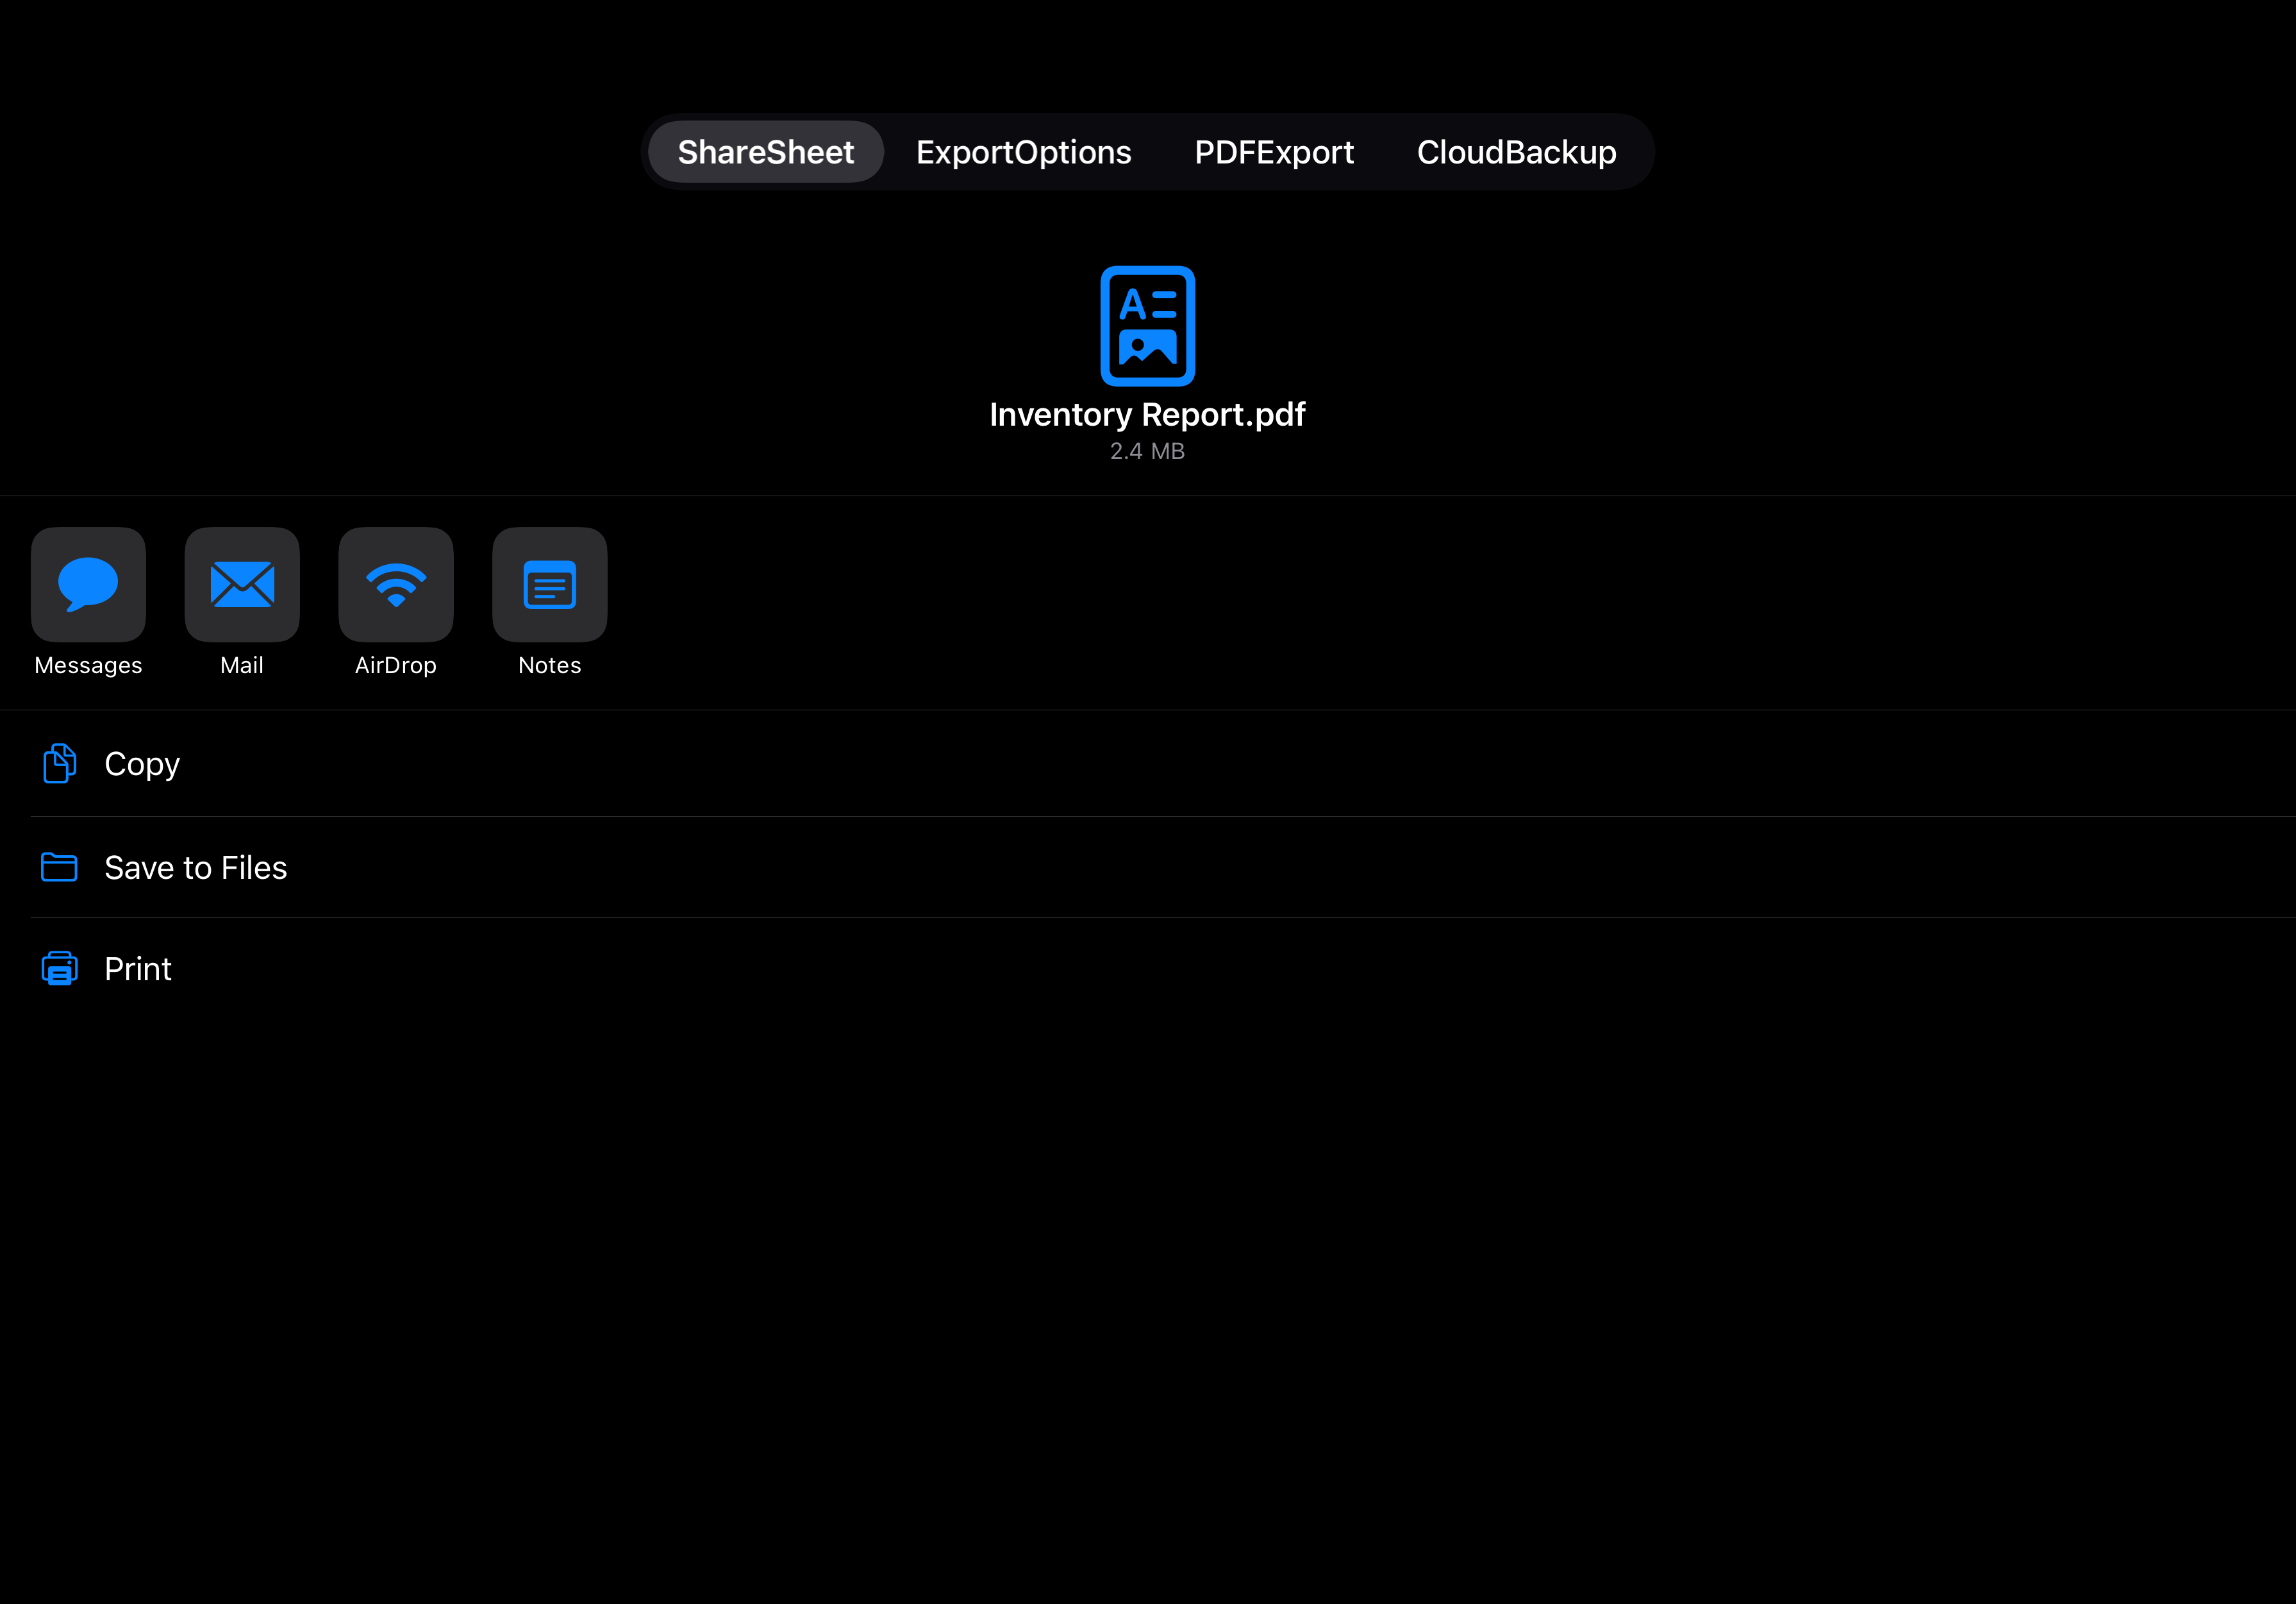 ShareSheet ExportOptions PDFExport CloudBackup
Inventory Report.pdf
2.4 MB
Messages Mail AirDrop Notes
Copy
Save to Files
Print